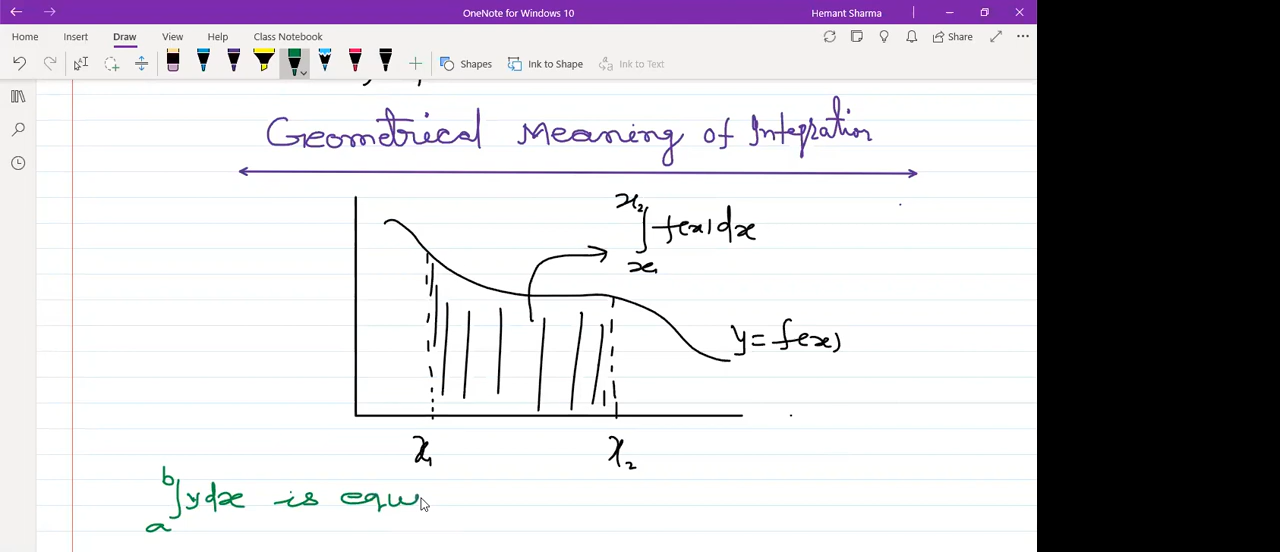 OneNote for Windows 10
Hemant Sharma
Home Insert Draw View Help Class Notebook
Share
Shapes Ink to Shape Ink to Text
Geometrical Meaning of Integration
x₂
∫ f(x) dx
x₁
y = f(x)
x₁ x₂
b
∫ydx is equ
a